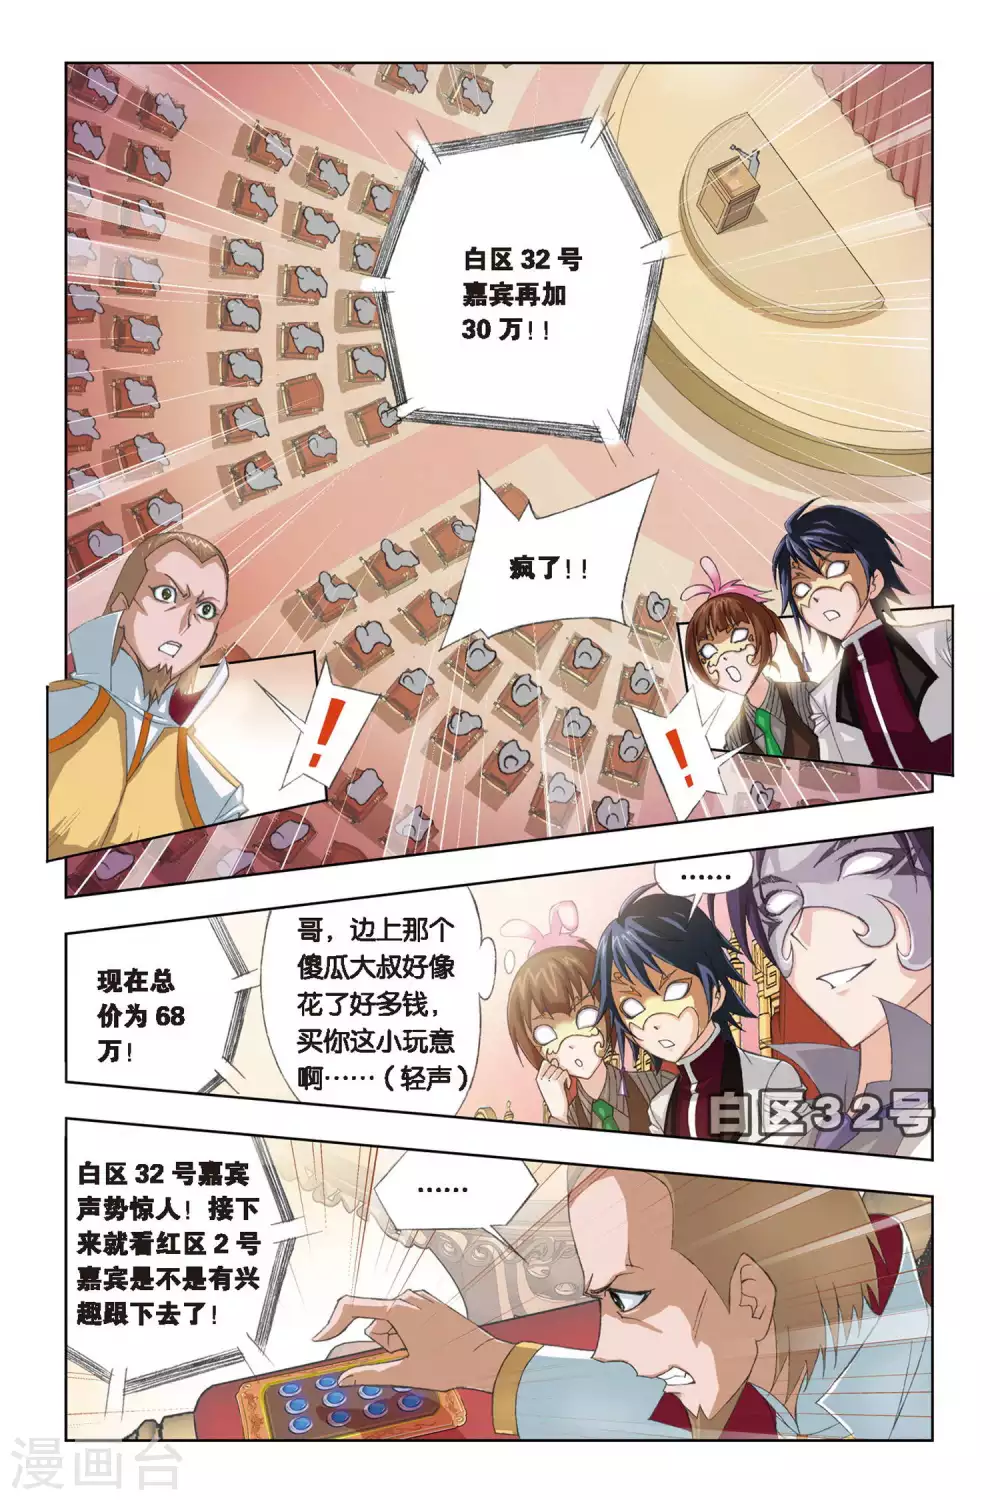 白区 32 号
嘉宾再加
30 万!!
疯了!!
!
!
……
哥，边上那个
傻瓜大叔好像
花了好多钱，
买你这小玩意
啊……（轻声）
现在总
价为 68
万!
白区32号
白区 32 号嘉宾
声势惊人! 接下
来就看红区 2 号
嘉宾是不是有兴
趣跟下去了!
……
漫画台